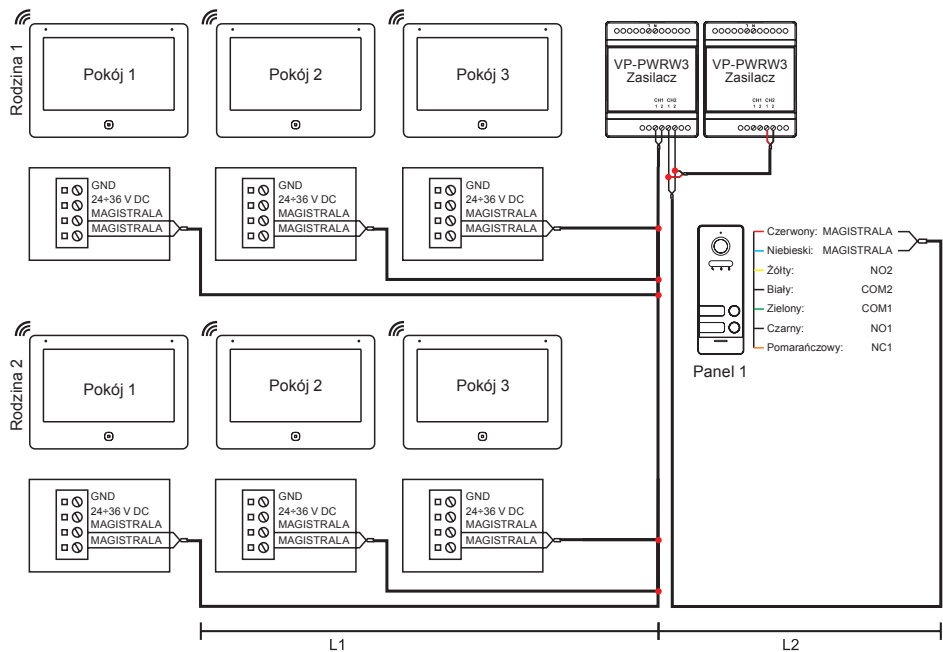 Rodzina 1
Pokój 1
Pokój 2
Pokój 3
N L
VP-PWRW3
Zasilacz
CH1 CH2
1 2 1 2
N L
VP-PWRW3
Zasilacz
CH1 CH2
1 2 1 2
GND
24÷36 V DC
MAGISTRALA
MAGISTRALA
GND
24÷36 V DC
MAGISTRALA
MAGISTRALA
GND
24÷36 V DC
MAGISTRALA
MAGISTRALA
Czerwony: MAGISTRALA
Niebieski: MAGISTRALA
Żółty: NO2
Biały: COM2
Zielony: COM1
Czarny: NO1
Pomarańczowy: NC1
Panel 1
Rodzina 2
Pokój 1
Pokój 2
Pokój 3
GND
24÷36 V DC
MAGISTRALA
MAGISTRALA
GND
24÷36 V DC
MAGISTRALA
MAGISTRALA
GND
24÷36 V DC
MAGISTRALA
MAGISTRALA
L1
L2